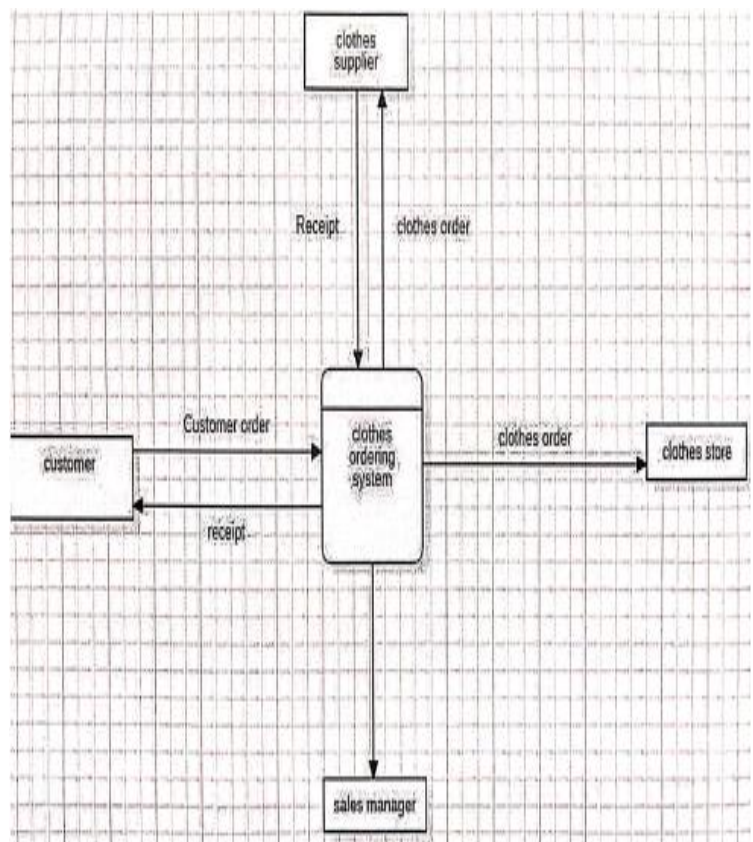 clothes
supplier
Receipt
clothes order
Customer order
customer
receipt
clothes
ordering
system
clothes order
clothes store
sales manager